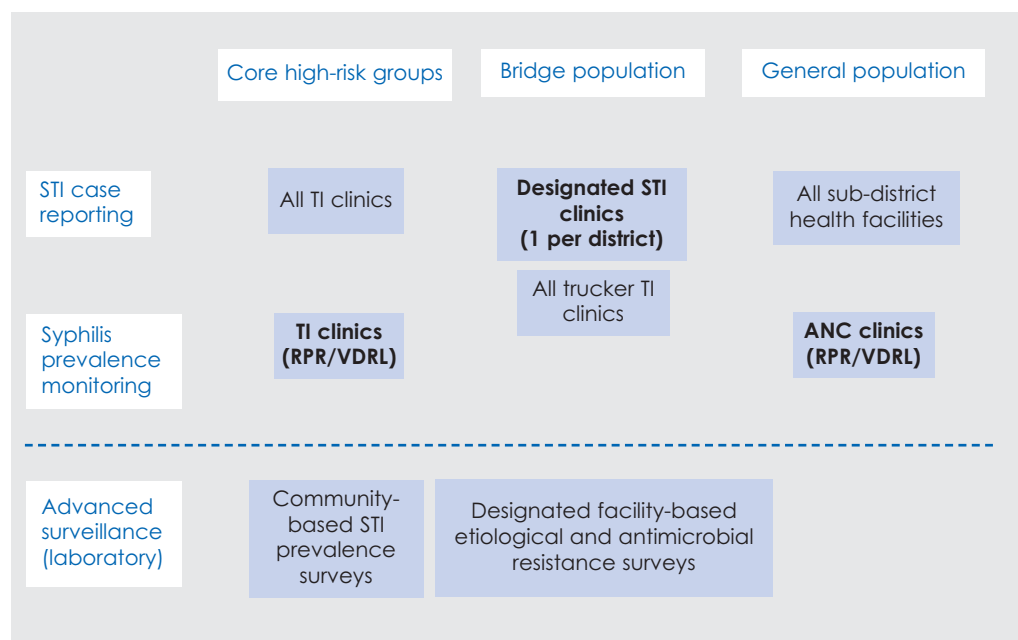 Core high-risk groups
Bridge population
General population
STI case
reporting
All TI clinics
Designated STI
clinics
(1 per district)
All sub-district
health facilities
All trucker TI
clinics
Syphilis
prevalence
monitoring
TI clinics
(RPR/VDRL)
ANC clinics
(RPR/VDRL)
Advanced
surveillance
(laboratory)
Community-
based STI
prevalence
surveys
Designated facility-based
etiological and antimicrobial
resistance surveys